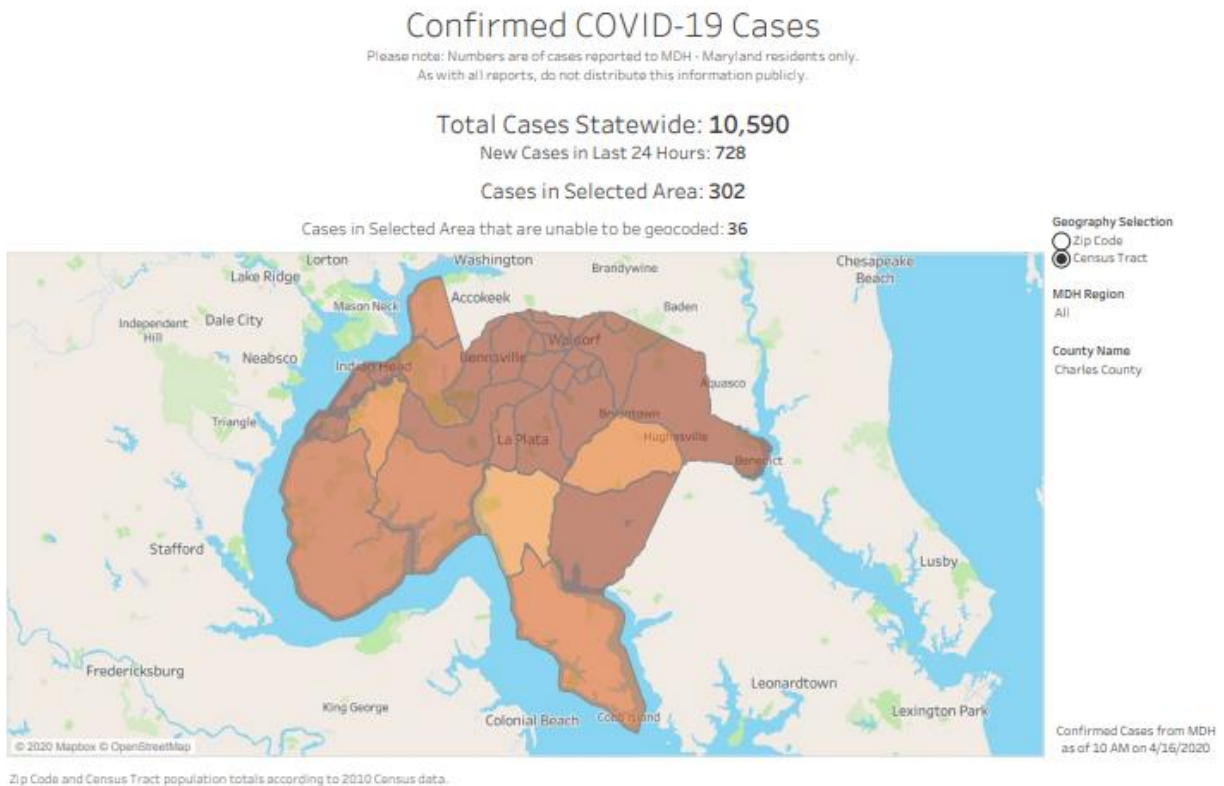 Confirmed COVID-19 Cases
Please note: Numbers are of cases reported to MDH - Maryland residents only.
As with all reports, do not distribute this information publicly.
Total Cases Statewide: 10,590
New Cases in Last 24 Hours: 728
Cases in Selected Area: 302
Cases in Selected Area that are unable to be geocoded: 36
Geography Selection
Zip Code
Census Tract
MDH Region
All
County Name
Charles County
Lorton
Washington
Brandywine
Chesapeake
Beach
Lake Ridge
Mason Neck
Accokeek
Baden
Independent
Hill
Dale City
Neabsco
Waldorf
Bennsville
Indian Head
Aquasco
Triangle
Bryantown
La Plata
Hughesville
Benedict
Stafford
Lusby
Fredericksburg
Leonardtown
King George
Colonial Beach
Cobb Island
Lexington Park
© 2020 Mapbox © OpenStreetMap
Confirmed Cases from MDH
as of 10 AM on 4/16/2020
Zip Code and Census Tract population totals according to 2010 Census data.